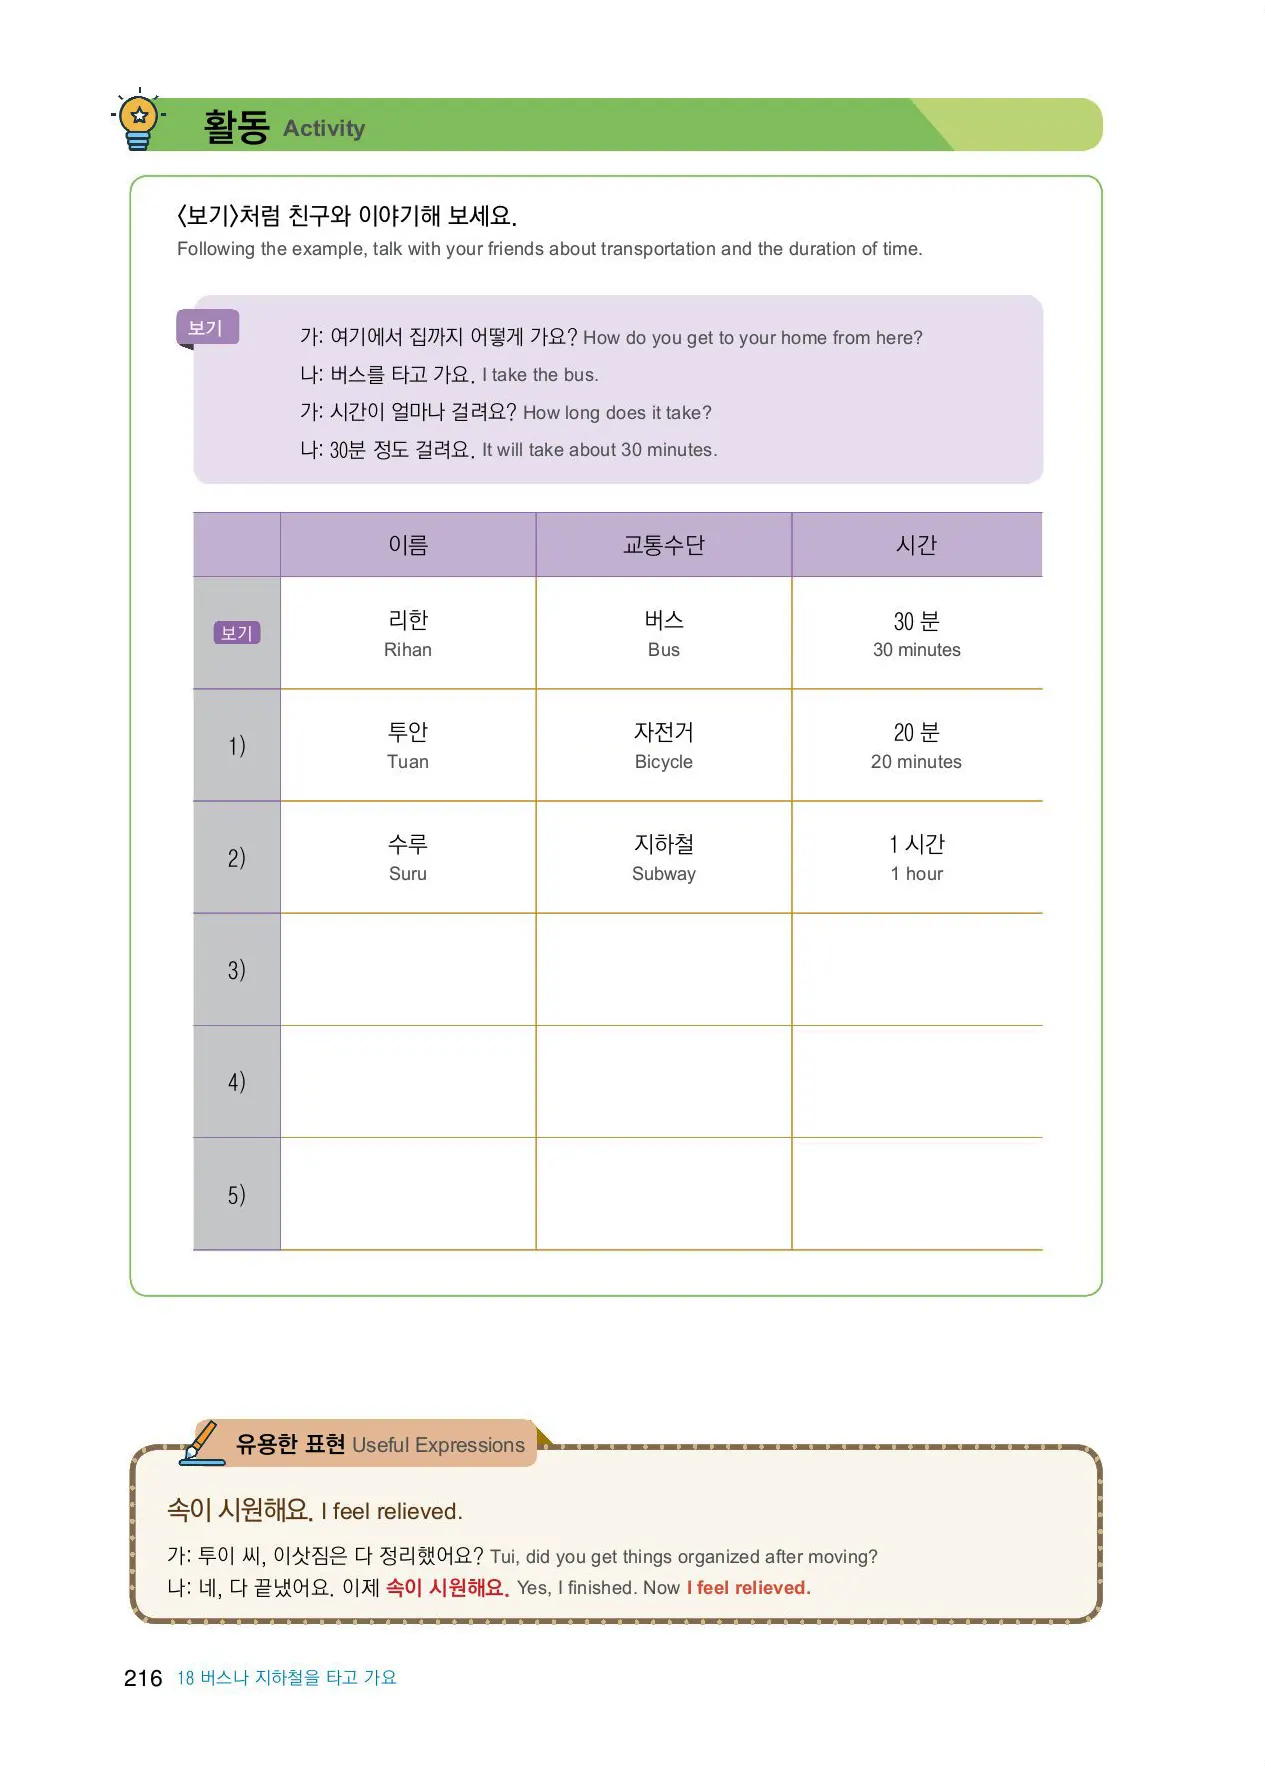 활동 Activity
〈보기〉처럼 친구와 이야기해 보세요.
Following the example, talk with your friends about transportation and the duration of time.
보기
가: 여기에서 집까지 어떻게 가요? How do you get to your home from here?
나: 버스를 타고 가요. I take the bus.
가: 시간이 얼마나 걸려요? How long does it take?
나: 30분 정도 걸려요. It will take about 30 minutes.
이름 교통수단 시간
보기
리한 버스 30 분
Rihan Bus 30 minutes
1)
투안 자전거 20 분
Tuan Bicycle 20 minutes
2)
수루 지하철 1 시간
Suru Subway 1 hour
3)
4)
5)
유용한 표현 Useful Expressions
속이 시원해요. I feel relieved.
가: 투이 씨, 이삿짐은 다 정리했어요? Tui, did you get things organized after moving?
나: 네, 다 끝냈어요. 이제 속이 시원해요. Yes, I finished. Now I feel relieved.
216 18 버스나 지하철을 타고 가요